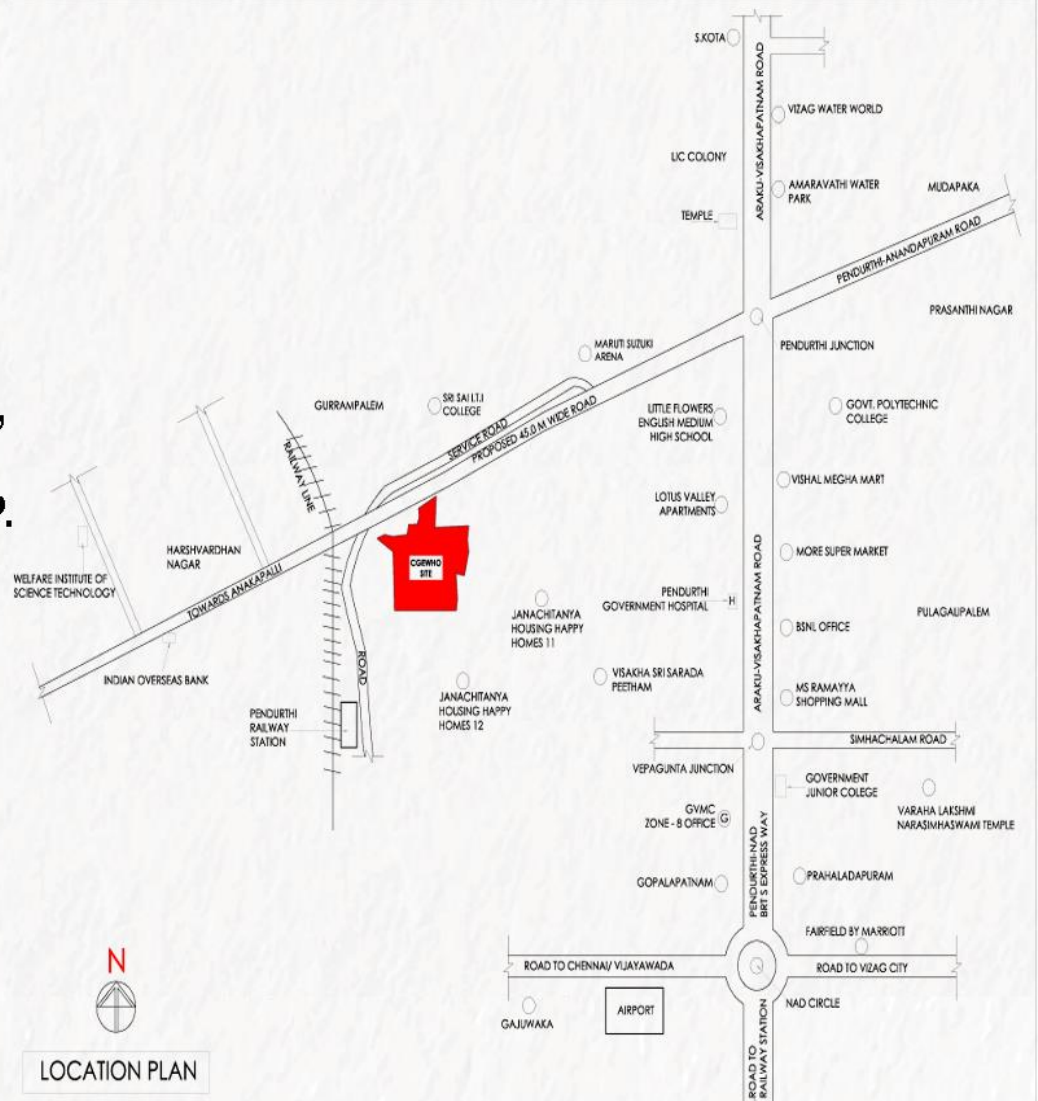 S.KOTA
ARAKU-VISAKHAPATNAM ROAD
VIZAG WATER WORLD
LIC COLONY
AMARAVATHI WATER
PARK
MUDAPAKA
TEMPLE
PENDURTHI-ANANDAPURAM ROAD
PRASANTHI NAGAR
PENDURTHI JUNCTION
MARUTI SUZUKI
ARENA
GURRAMPALEM
SRI SAI I.T.I
COLLEGE
SERVICE ROAD
PROPOSED 45.0 M WIDE ROAD
LITTLE FLOWERS
ENGLISH MEDIUM
HIGH SCHOOL
GOVT. POLYTECHNIC
COLLEGE
,
.
RAILWAY LINE
VISHAL MEGHA MART
LOTUS VALLEY
APARTMENTS
HARSHVARDHAN
NAGAR
CGEWHO
SITE
MORE SUPER MARKET
WELFARE INSTITUTE OF
SCIENCE TECHNOLOGY
TOWARDS ANAKAPALLI
JANACHITANYA
HOUSING HAPPY
HOMES 11
PENDURTHI
GOVERNMENT HOSPITAL
H
ARAKU-VISAKHAPATNAM ROAD
BSNL OFFICE
PULAGALIPALEM
INDIAN OVERSEAS BANK
ROAD
VISAKHA SRI SARADA
PEETHAM
JANACHITANYA
HOUSING HAPPY
HOMES 12
MS RAMAYYA
SHOPPING MALL
PENDURTHI
RAILWAY
STATION
SIMHACHALAM ROAD
VEPAGUNTA JUNCTION
GOVERNMENT
JUNIOR COLEGE
GVMC
ZONE - 8 OFFICE
G
VARAHA LAKSHMI
NARASIMHASWAMI TEMPLE
PENDURTHI-NAD
BRT S EXPRESS WAY
GOPALAPATNAM
PRAHALADAPURAM
FAIRFIELD BY MARRIOTT
ROAD TO CHENNAI/ VIJAYAWADA
ROAD TO VIZAG CITY
NAD CIRCLE
GAJUWAKA
AIRPORT
ROAD TO
RAILWAY STATION
N
LOCATION PLAN